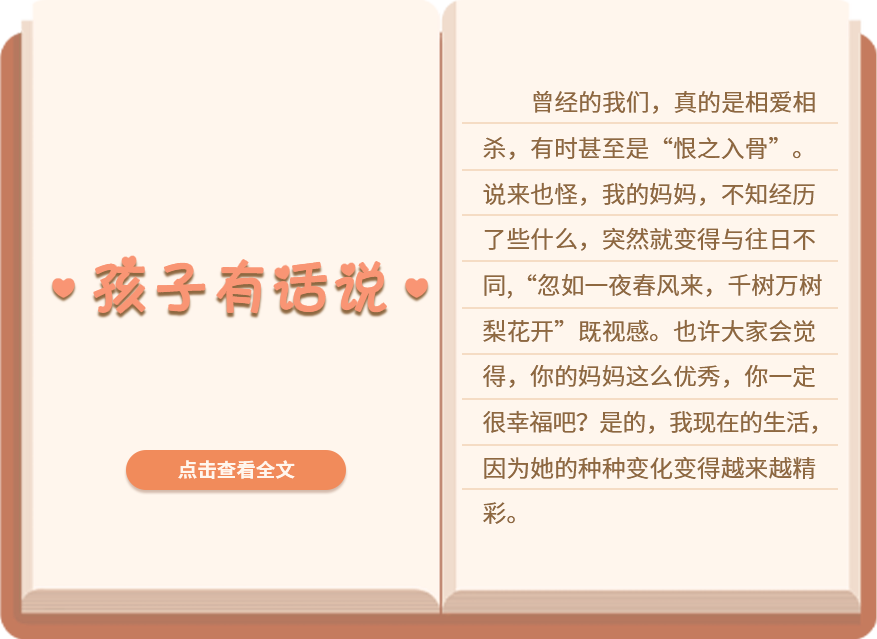 孩子有话说
点击查看全文
曾经的我们，真的是相爱相
杀，有时甚至是“恨之入骨”。
说来也怪，我的妈妈，不知经历
了些什么，突然就变得与往日不
同，“忽如一夜春风来，千树万树
梨花开”既视感。也许大家会觉
得，你的妈妈这么优秀，你一定
很幸福吧？是的，我现在的生活，
因为她的种种变化变得越来越精
彩。